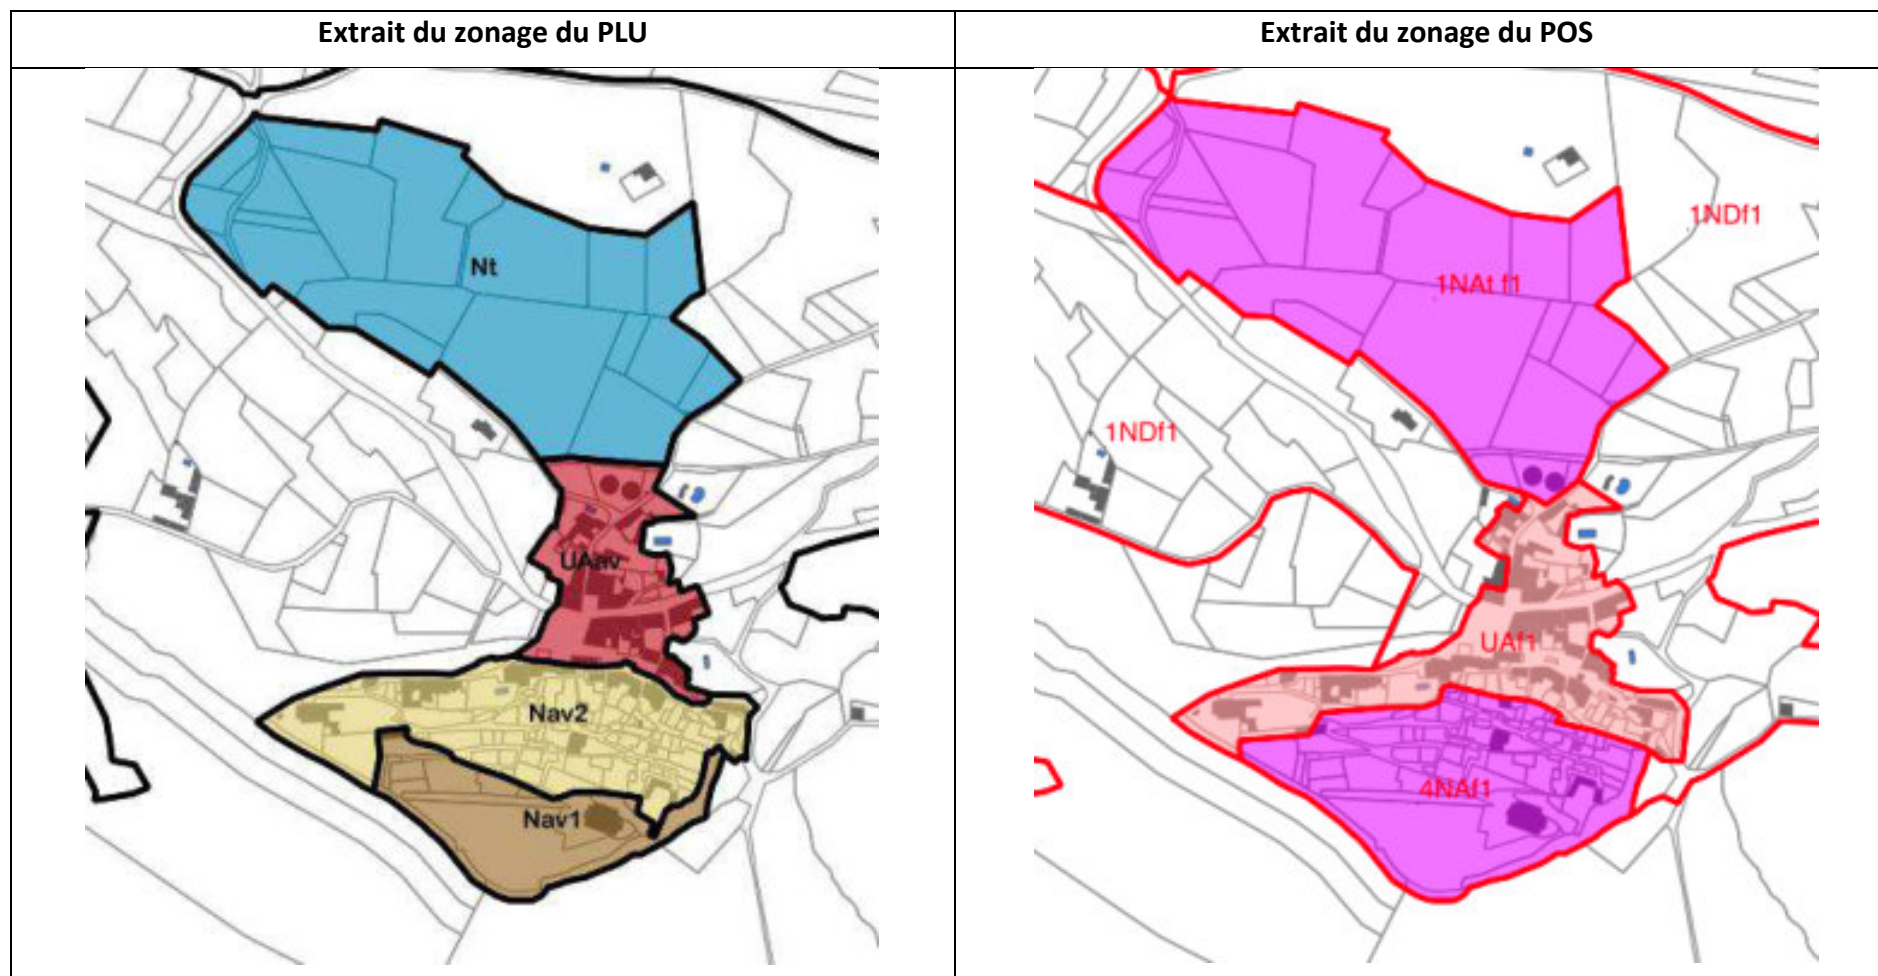 Extrait du zonage du PLU
Extrait du zonage du POS
Nt
UAav
Nav2
Nav1
1NDf1
1NAt f1
1NDf1
UAf1
4NAf1